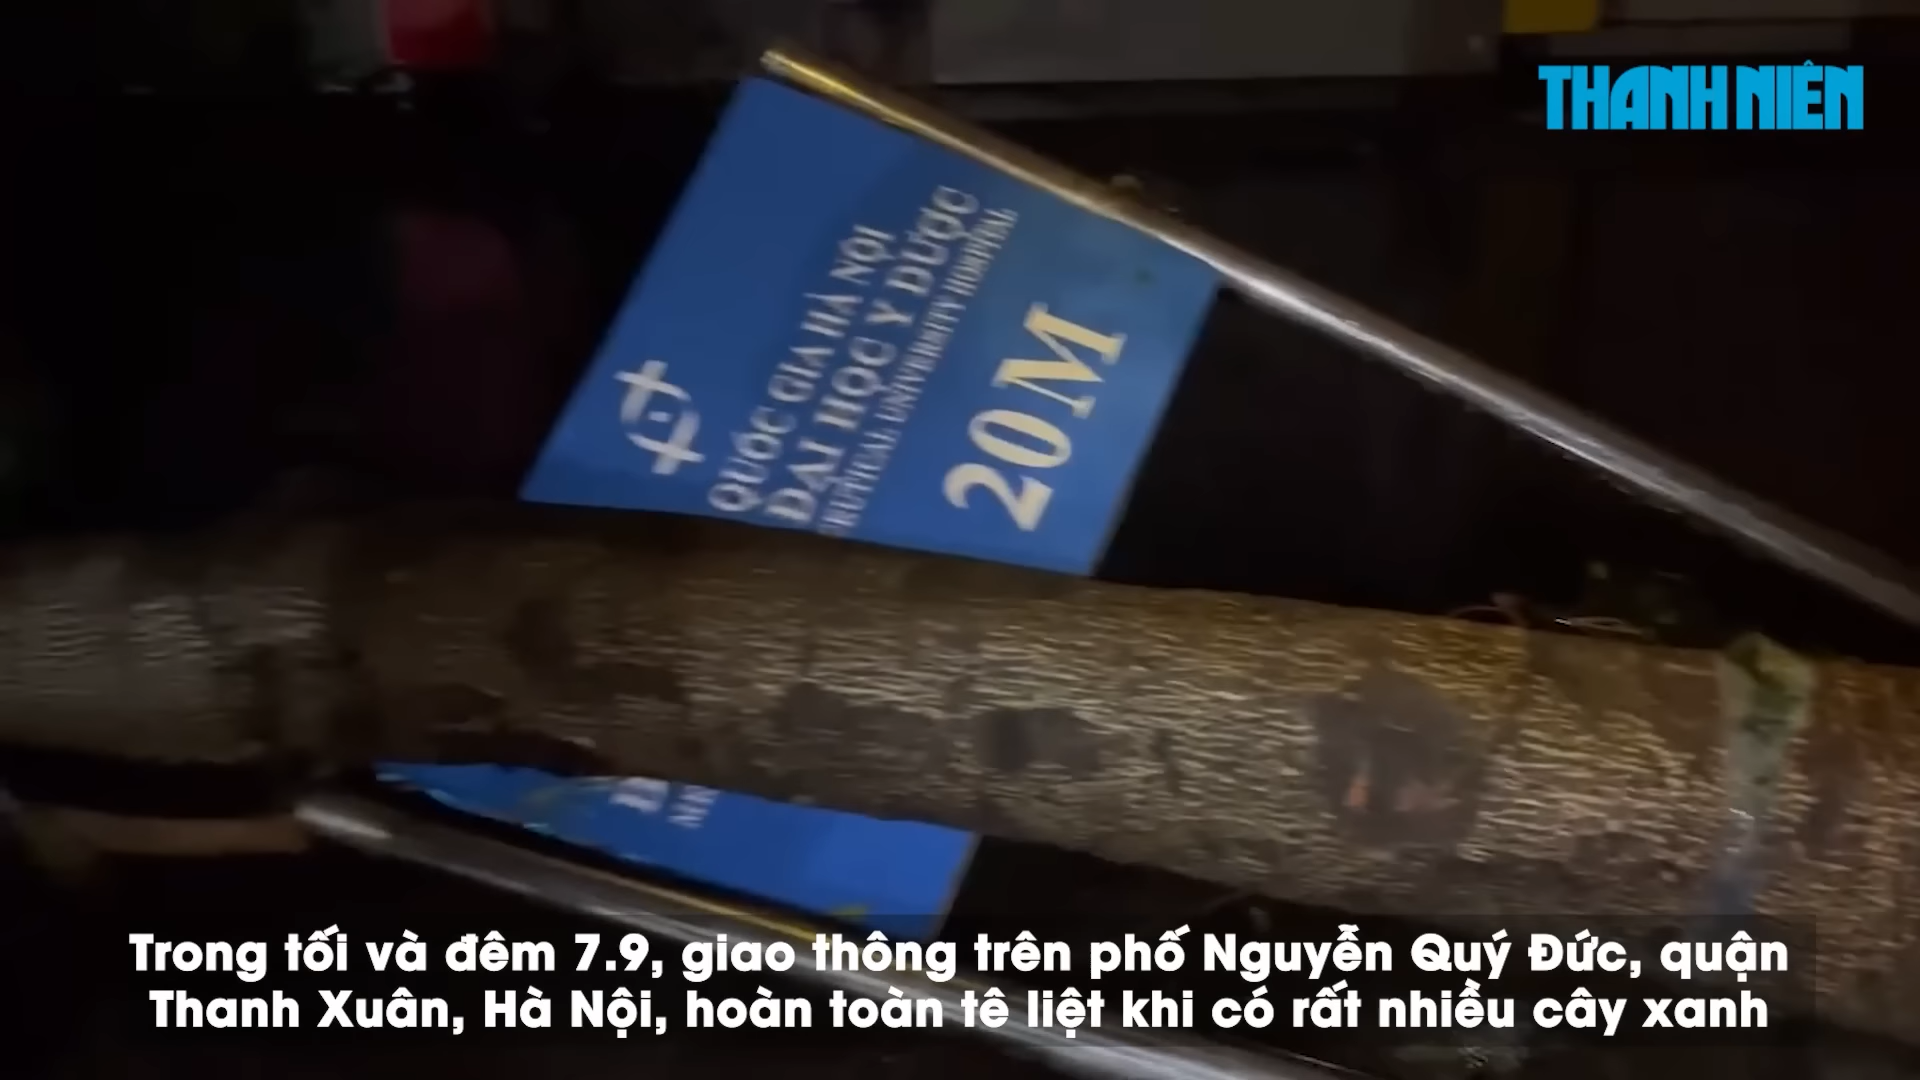 THANH NIÊN
QUỐC GIA HÀ NỘI
ĐẠI HỌC Y DƯỢC
UNIVERSITY HOSPITAL
20M
Trong tối và đêm 7.9, giao thông trên phố Nguyễn Quý Đức, quận
Thanh Xuân, Hà Nội, hoàn toàn tê liệt khi có rất nhiều cây xanh